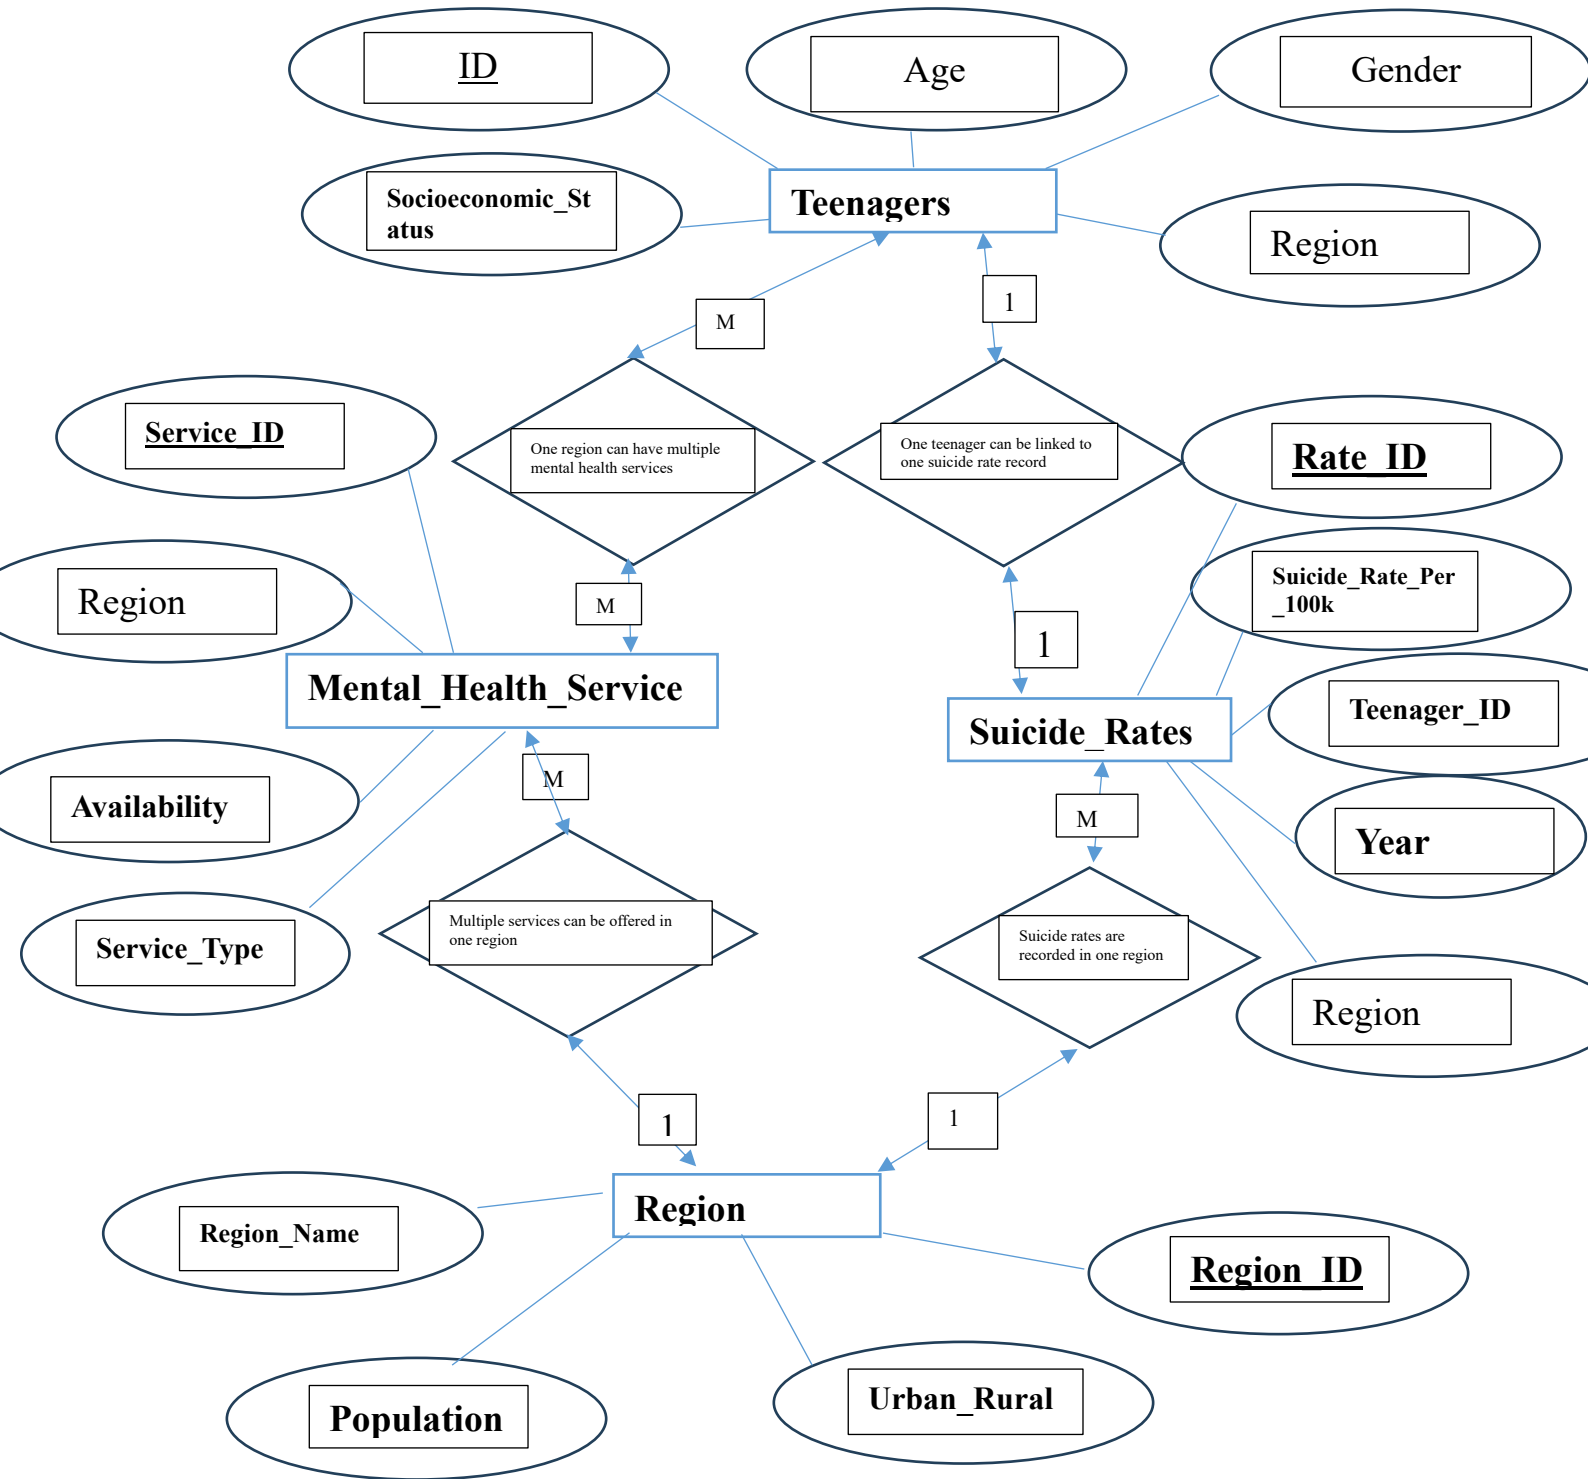 ID
Age
Gender
Socioeconomic_St
atus
Teenagers
Region
M
1
Service_ID
One region can have multiple
mental health services
One teenager can be linked to
one suicide rate record
Rate_ID
Region
M
Suicide_Rate_Per
_100k
1
Mental_Health_Service
Teenager_ID
Suicide_Rates
Availability
M
M
Year
Service_Type
Multiple services can be offered in
one region
Suicide rates are
recorded in one region
Region
1
1
Region_Name
Region
Region_ID
Population
Urban_Rural